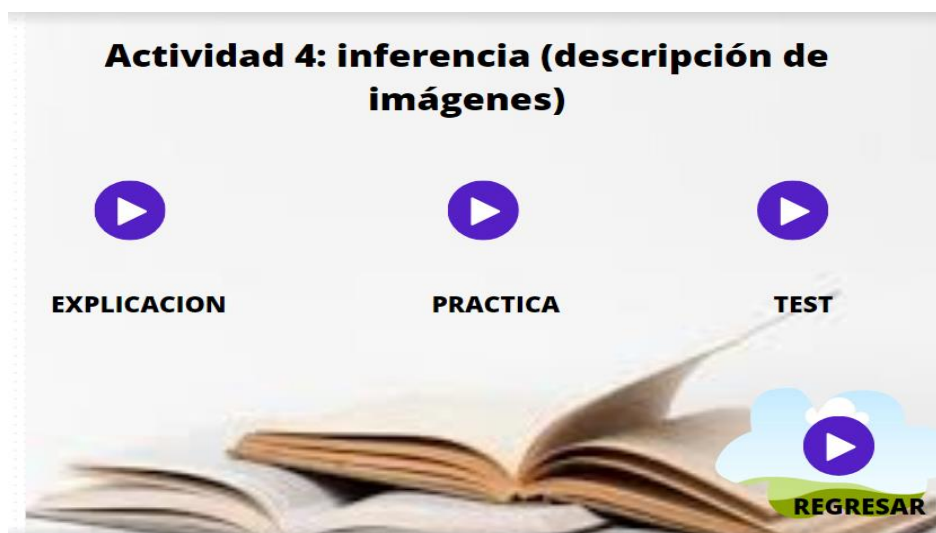 Actividad 4: inferencia (descripción de
imágenes)
EXPLICACION
PRACTICA
TEST
REGRESAR